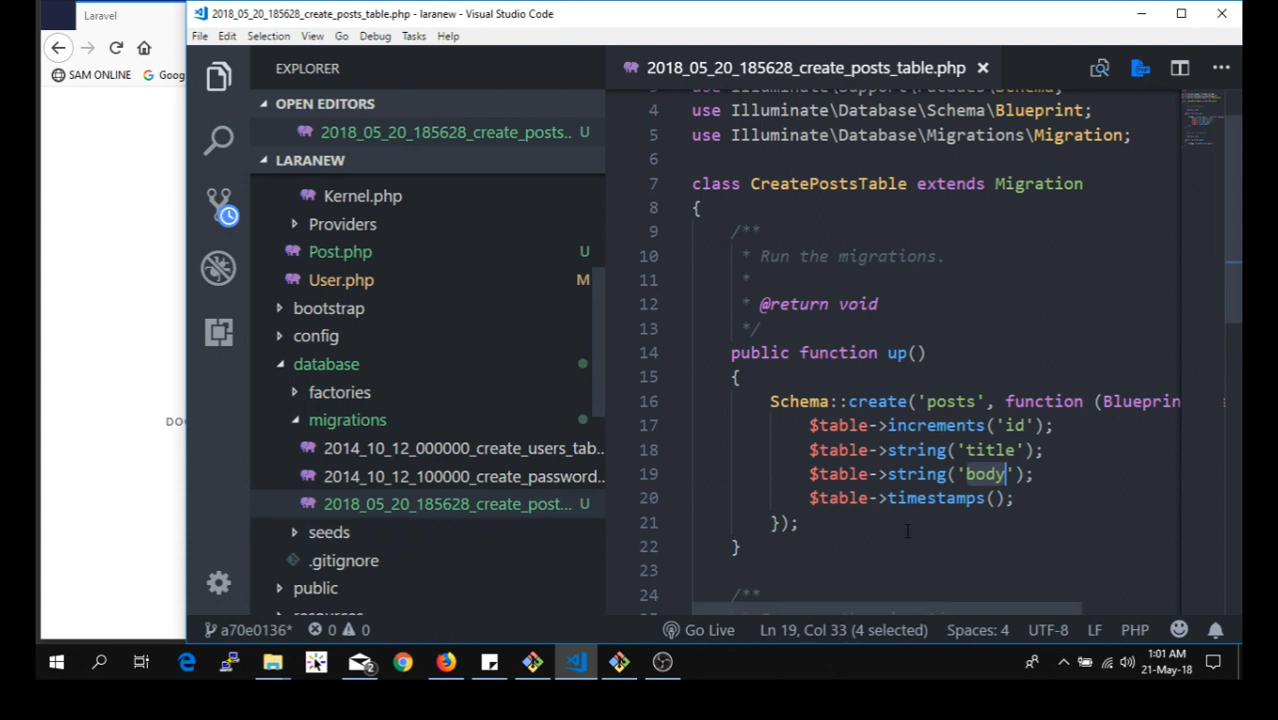 Laravel
2018_05_20_185628_create_posts_table.php - laranew - Visual Studio Code
File Edit Selection View Go Debug Tasks Help
SAM ONLINE
Goog
EXPLORER
OPEN EDITORS
2018_05_20_185628_create_posts.. U
LARANEW
Kernel.php
Providers
Post.php U
User.php M
bootstrap
config
database
factories
migrations
2014_10_12_000000_create_users_tab..
2014_10_12_100000_create_password...
2018_05_20_185628_create_post... U
seeds
.gitignore
public
DO
2018_05_20_185628_create_posts_table.php
4 use Illuminate\Database\Schema\Blueprint;
5 use Illuminate\Database\Migrations\Migration;
6
7 class CreatePostsTable extends Migration
8 {
9 /**
10 * Run the migrations.
11 *
12 * @return void
13 */
14 public function up()
15 {
16 Schema::create('posts', function (Blueprin
17 $table->increments('id');
18 $table->string('title');
19 $table->string('body');
20 $table->timestamps();
21 });
22 }
23
24 /**
a70e0136* 0 0 Go Live Ln 19, Col 33 (4 selected) Spaces: 4 UTF-8 LF PHP
2
1:01 AM
21-May-18